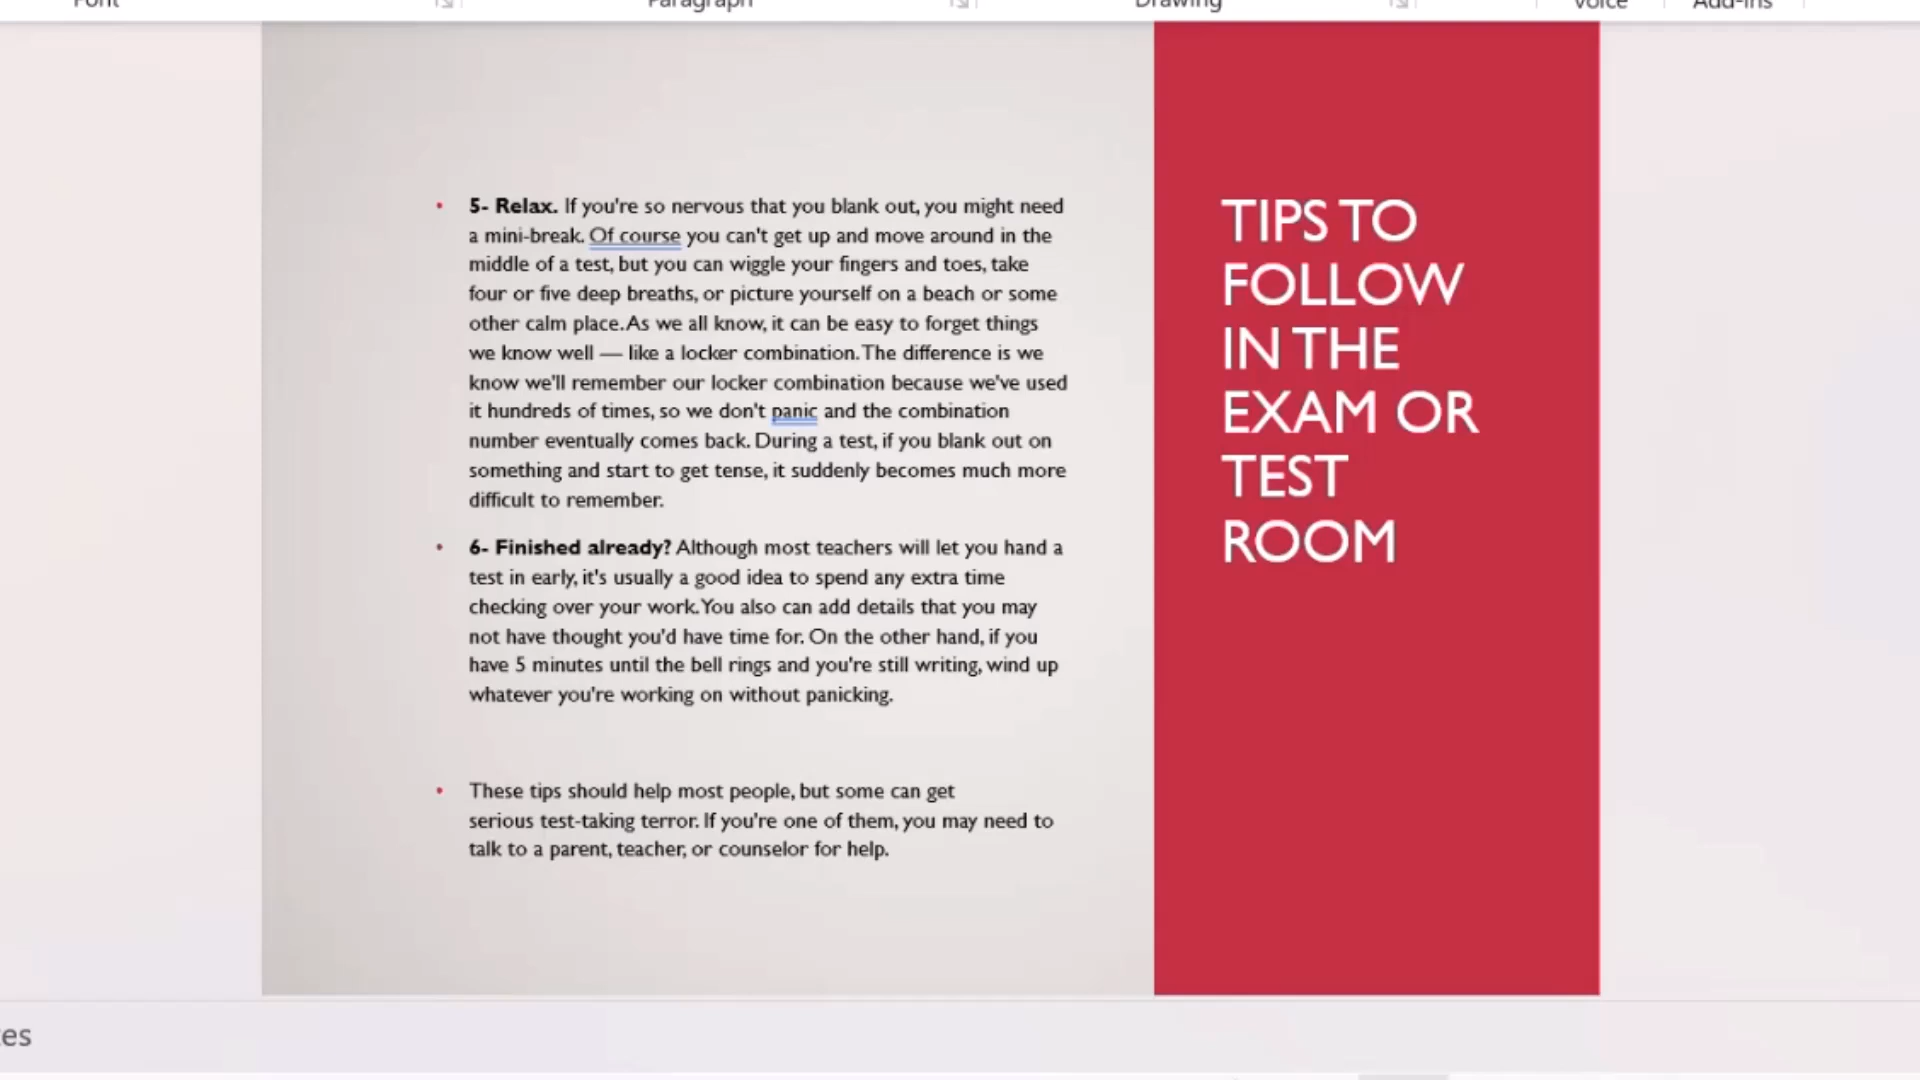 Font
Paragraph
Drawing
Voice
Add-ins
5- Relax. If you're so nervous that you blank out, you might need
a mini-break. Of course you can't get up and move around in the
middle of a test, but you can wiggle your fingers and toes, take
four or five deep breaths, or picture yourself on a beach or some
other calm place. As we all know, it can be easy to forget things
we know well — like a locker combination. The difference is we
know we'll remember our locker combination because we've used
it hundreds of times, so we don't panic and the combination
number eventually comes back. During a test, if you blank out on
something and start to get tense, it suddenly becomes much more
difficult to remember.
6- Finished already? Although most teachers will let you hand a
test in early, it's usually a good idea to spend any extra time
checking over your work. You also can add details that you may
not have thought you'd have time for. On the other hand, if you
have 5 minutes until the bell rings and you're still writing, wind up
whatever you're working on without panicking.
These tips should help most people, but some can get
serious test-taking terror. If you're one of them, you may need to
talk to a parent, teacher, or counselor for help.
TIPS TO
FOLLOW
IN THE
EXAM OR
TEST
ROOM
tes